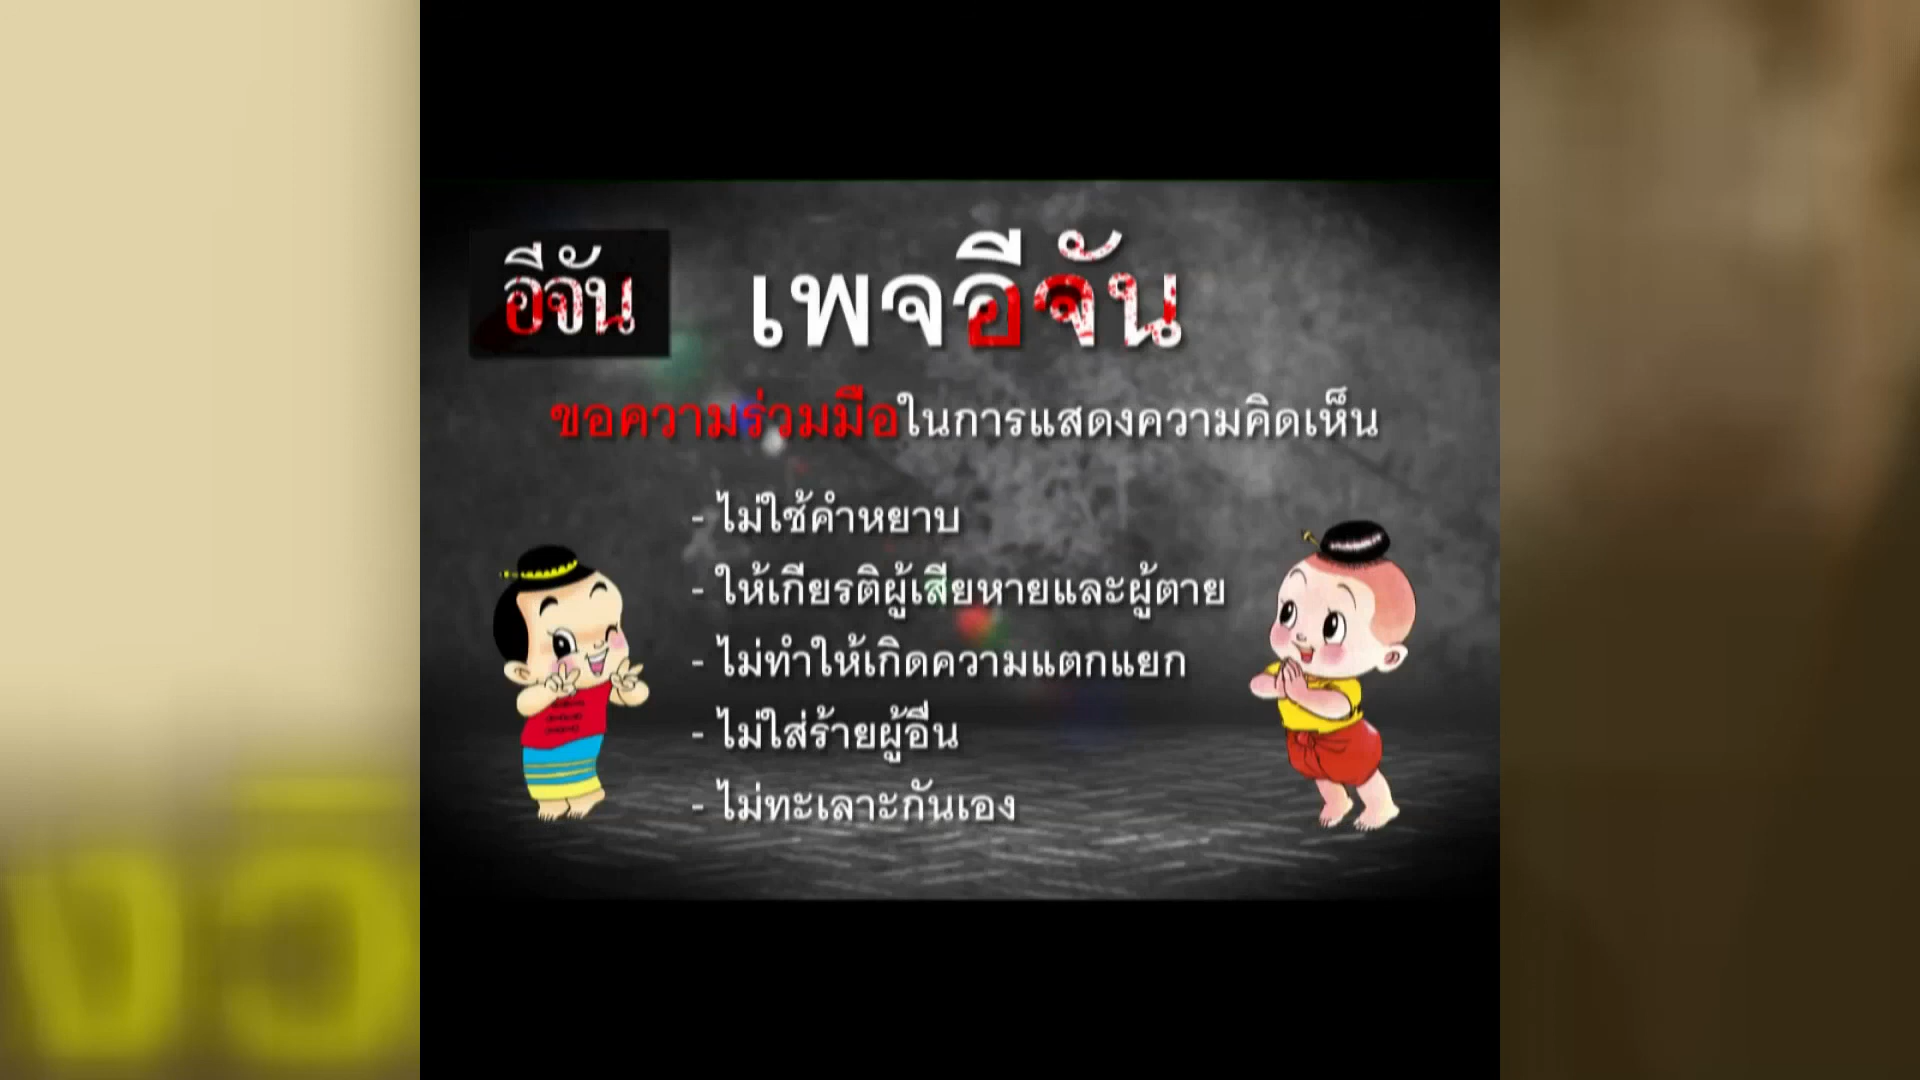 อีจัน
เพจอีจัน
ขอความร่วมมือในการแสดงความคิดเห็น
- ไม่ใช้คำหยาบ
- ให้เกียรติผู้เสียหายและผู้ตาย
- ไม่ทำให้เกิดความแตกแยก
- ไม่ใส่ร้ายผู้อื่น
- ไม่ทะเลาะกันเอง